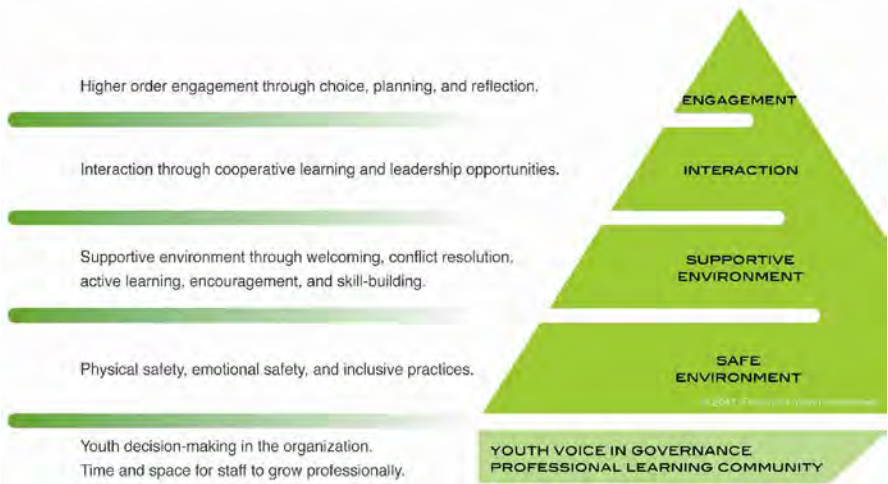 Higher order engagement through choice, planning, and reflection.
ENGAGEMENT
Interaction through cooperative learning and leadership opportunities.
INTERACTION
Supportive environment through welcoming, conflict resolution,
active learning, encouragement, and skill-building.
SUPPORTIVE
ENVIRONMENT
Physical safety, emotional safety, and inclusive practices.
SAFE
ENVIRONMENT
Youth decision-making in the organization.
Time and space for staff to grow professionally.
YOUTH VOICE IN GOVERNANCE
PROFESSIONAL LEARNING COMMUNITY